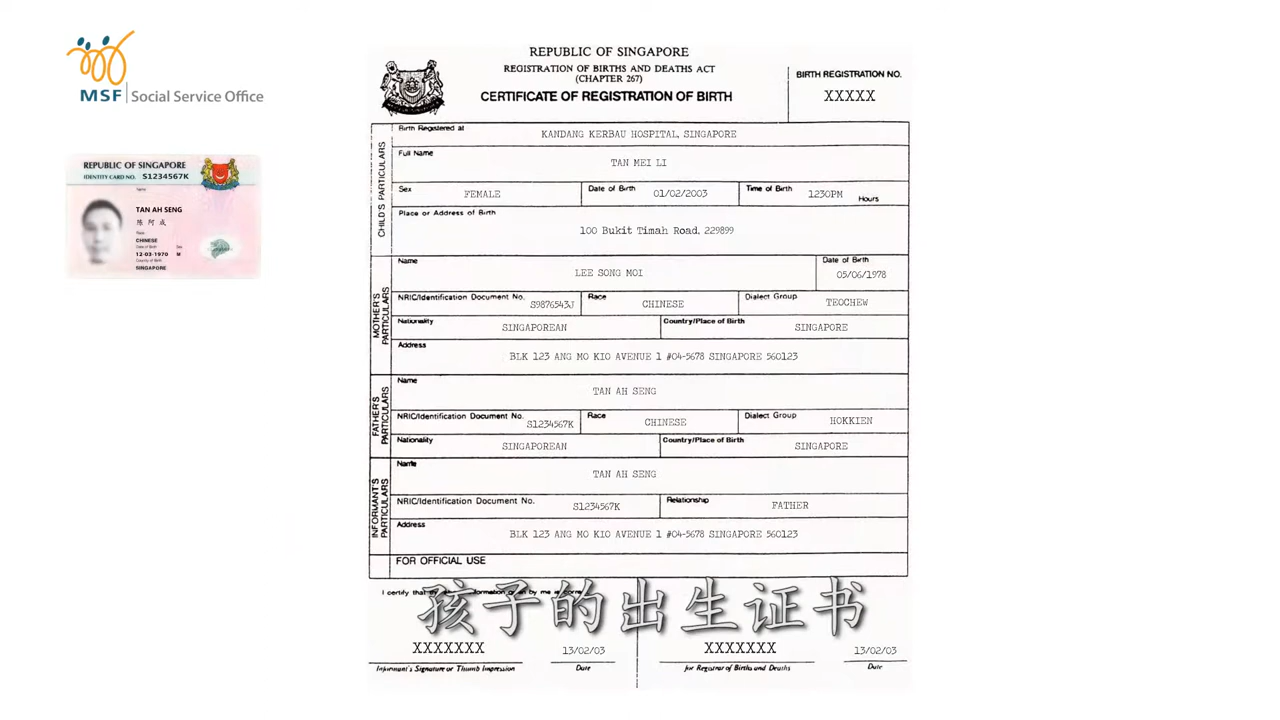 MSF Social Service Office
REPUBLIC OF SINGAPORE
IDENTITY CARD NO. S1234567K
Name
TAN AH SENG
陈 阿 成
Race
CHINESE
Date of Birth Sex
12-03-1970 M
Country of Birth
SINGAPORE
REPUBLIC OF SINGAPORE
REGISTRATION OF BIRTHS AND DEATHS ACT
(CHAPTER 267)
CERTIFICATE OF REGISTRATION OF BIRTH
BIRTH REGISTRATION NO.
XXXXX
CHILD'S PARTICULARS
Birth Registered at KANDANG KERBAU HOSPITAL, SINGAPORE
Full Name TAN MEI LI
Sex FEMALE Date of Birth 01/02/2003 Time of Birth 1230PM Hours
Place or Address of Birth
100 Bukit Timah Road, 229899
MOTHER'S PARTICULARS
Name LEE SONG MOI Date of Birth 05/06/1978
NRIC/Identification Document No. S9876543J Race CHINESE Dialect Group TEOCHEW
Nationality SINGAPOREAN Country/Place of Birth SINGAPORE
Address BLK 123 ANG MO KIO AVENUE 1 #04-5678 SINGAPORE 560123
FATHER'S PARTICULARS
Name TAN AH SENG
NRIC/Identification Document No. S1234567K Race CHINESE Dialect Group HOKKIEN
Nationality SINGAPOREAN Country/Place of Birth SINGAPORE
INFORMANT'S PARTICULARS
Name TAN AH SENG
NRIC/Identification Document No. S1234567K Relationship FATHER
Address BLK 123 ANG MO KIO AVENUE 1 #04-5678 SINGAPORE 560123
FOR OFFICIAL USE
I certify that by me is
孩子的出生证书
XXXXXXX 13/02/03 XXXXXXX 13/02/03
Informant's Signature or Thumb Impression Date for Registrar of Births and Deaths Date